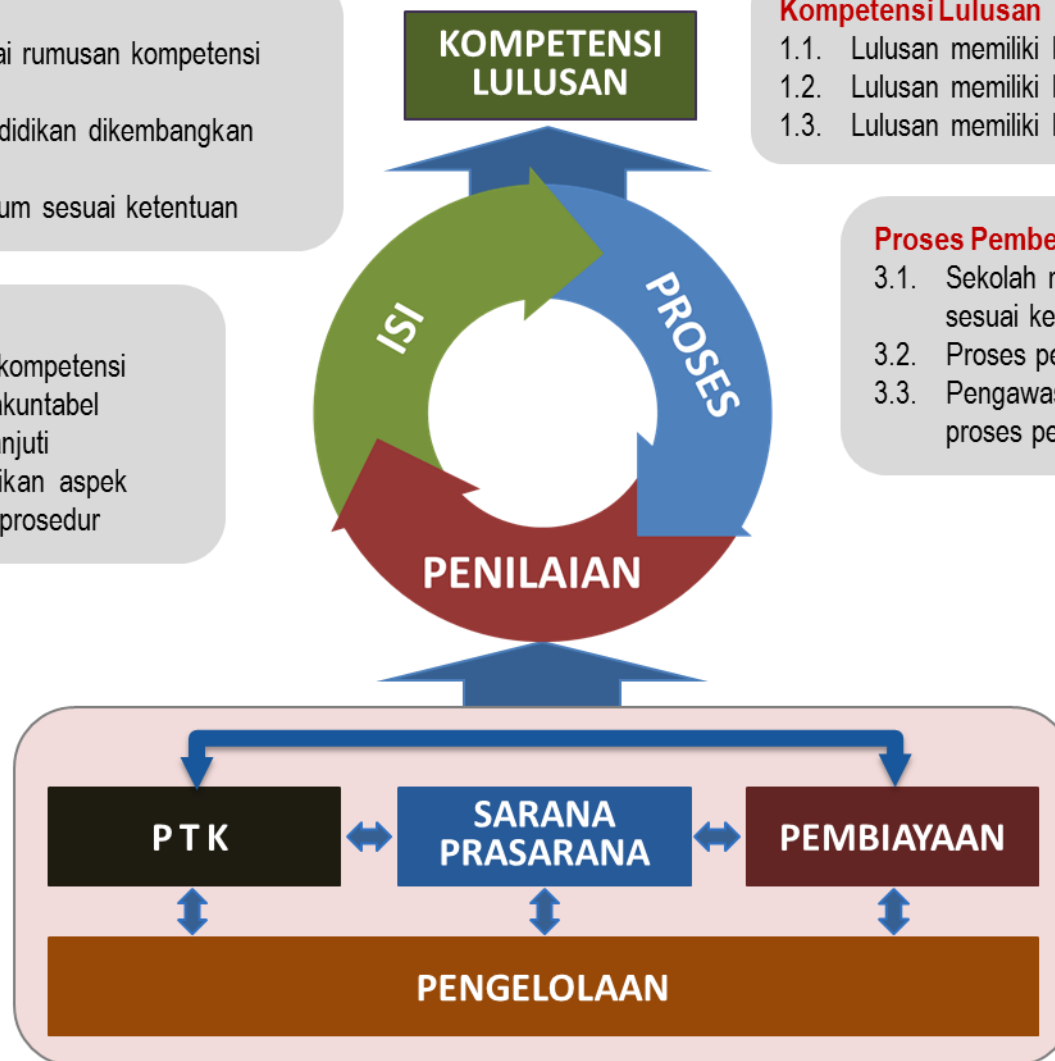 ai rumusan kompetensi
didikan dikembangkan
um sesuai ketentuan
kompetensi
akuntabel
anjuti
ikan aspek
prosedur
KOMPETENSI
LULUSAN
Kompetensi Lulusan
1.1. Lulusan memiliki
1.2. Lulusan memiliki
1.3. Lulusan memiliki
Proses Pembe
3.1. Sekolah
sesuai ke
3.2. Proses pe
3.3. Pengawas
proses pe
ISI
PROSES
PENILAIAN
PTK
SARANA
PRASARANA
PEMBIAYAAN
PENGELOLAAN